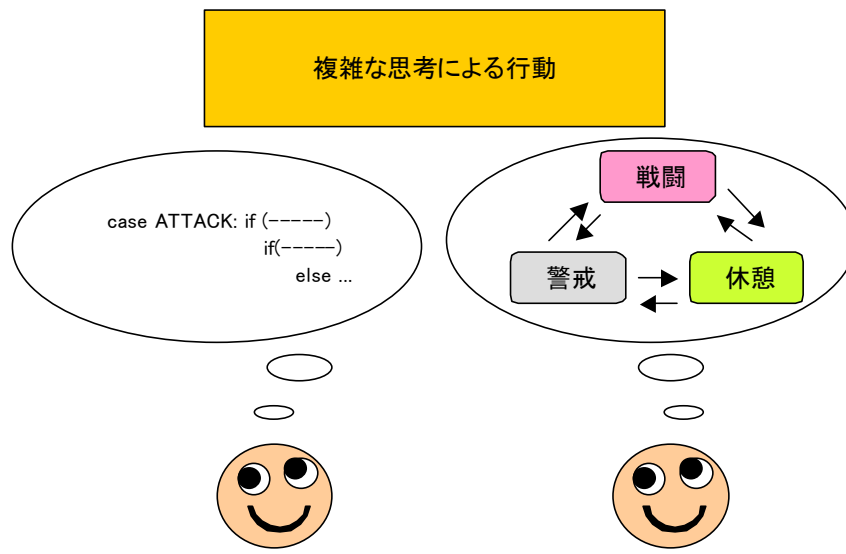 複雑な思考による行動
case ATTACK: if (-----)
if(-----)
else ...
戦闘
警戒
休憩